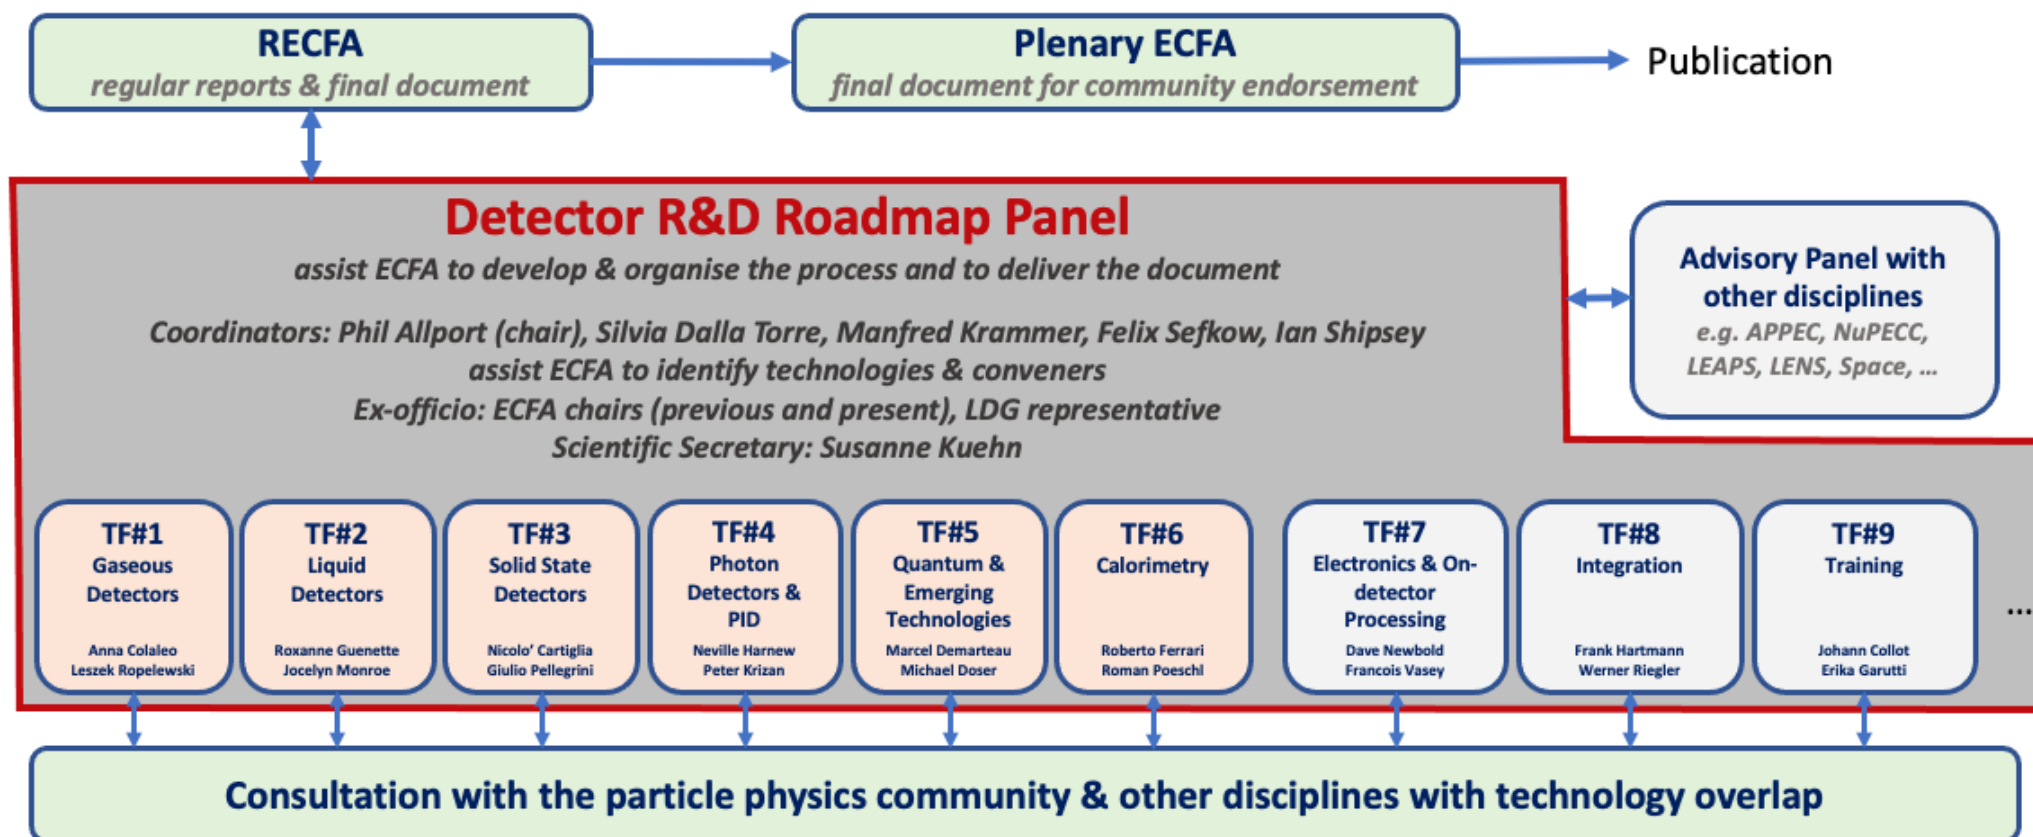 RECFA
regular reports & final document
Plenary ECFA
final document for community endorsement
Publication
Detector R&D Roadmap Panel
assist ECFA to develop & organise the process and to deliver the document
Coordinators: Phil Allport (chair), Silvia Dalla Torre, Manfred Krammer, Felix Sefkow, Ian Shipsey
assist ECFA to identify technologies & conveners
Ex-officio: ECFA chairs (previous and present), LDG representative
Scientific Secretary: Susanne Kuehn
Advisory Panel with
other disciplines
e.g. APPEC, NuPECC,
LEAPS, LENS, Space, ...
TF#1
Gaseous
Detectors
Anna Colaleo
Leszek Ropelewski
TF#2
Liquid
Detectors
Roxanne Guenette
Jocelyn Monroe
TF#3
Solid State
Detectors
Nicolo' Cartiglia
Giulio Pellegrini
TF#4
Photon
Detectors &
PID
Neville Harnew
Peter Krizan
TF#5
Quantum &
Emerging
Technologies
Marcel Demarteau
Michael Doser
TF#6
Calorimetry
Roberto Ferrari
Roman Poeschl
TF#7
Electronics & On-
detector
Processing
Dave Newbold
Francois Vasey
TF#8
Integration
Frank Hartmann
Werner Riegler
TF#9
Training
Johann Collot
Erika Garutti
...
Consultation with the particle physics community & other disciplines with technology overlap